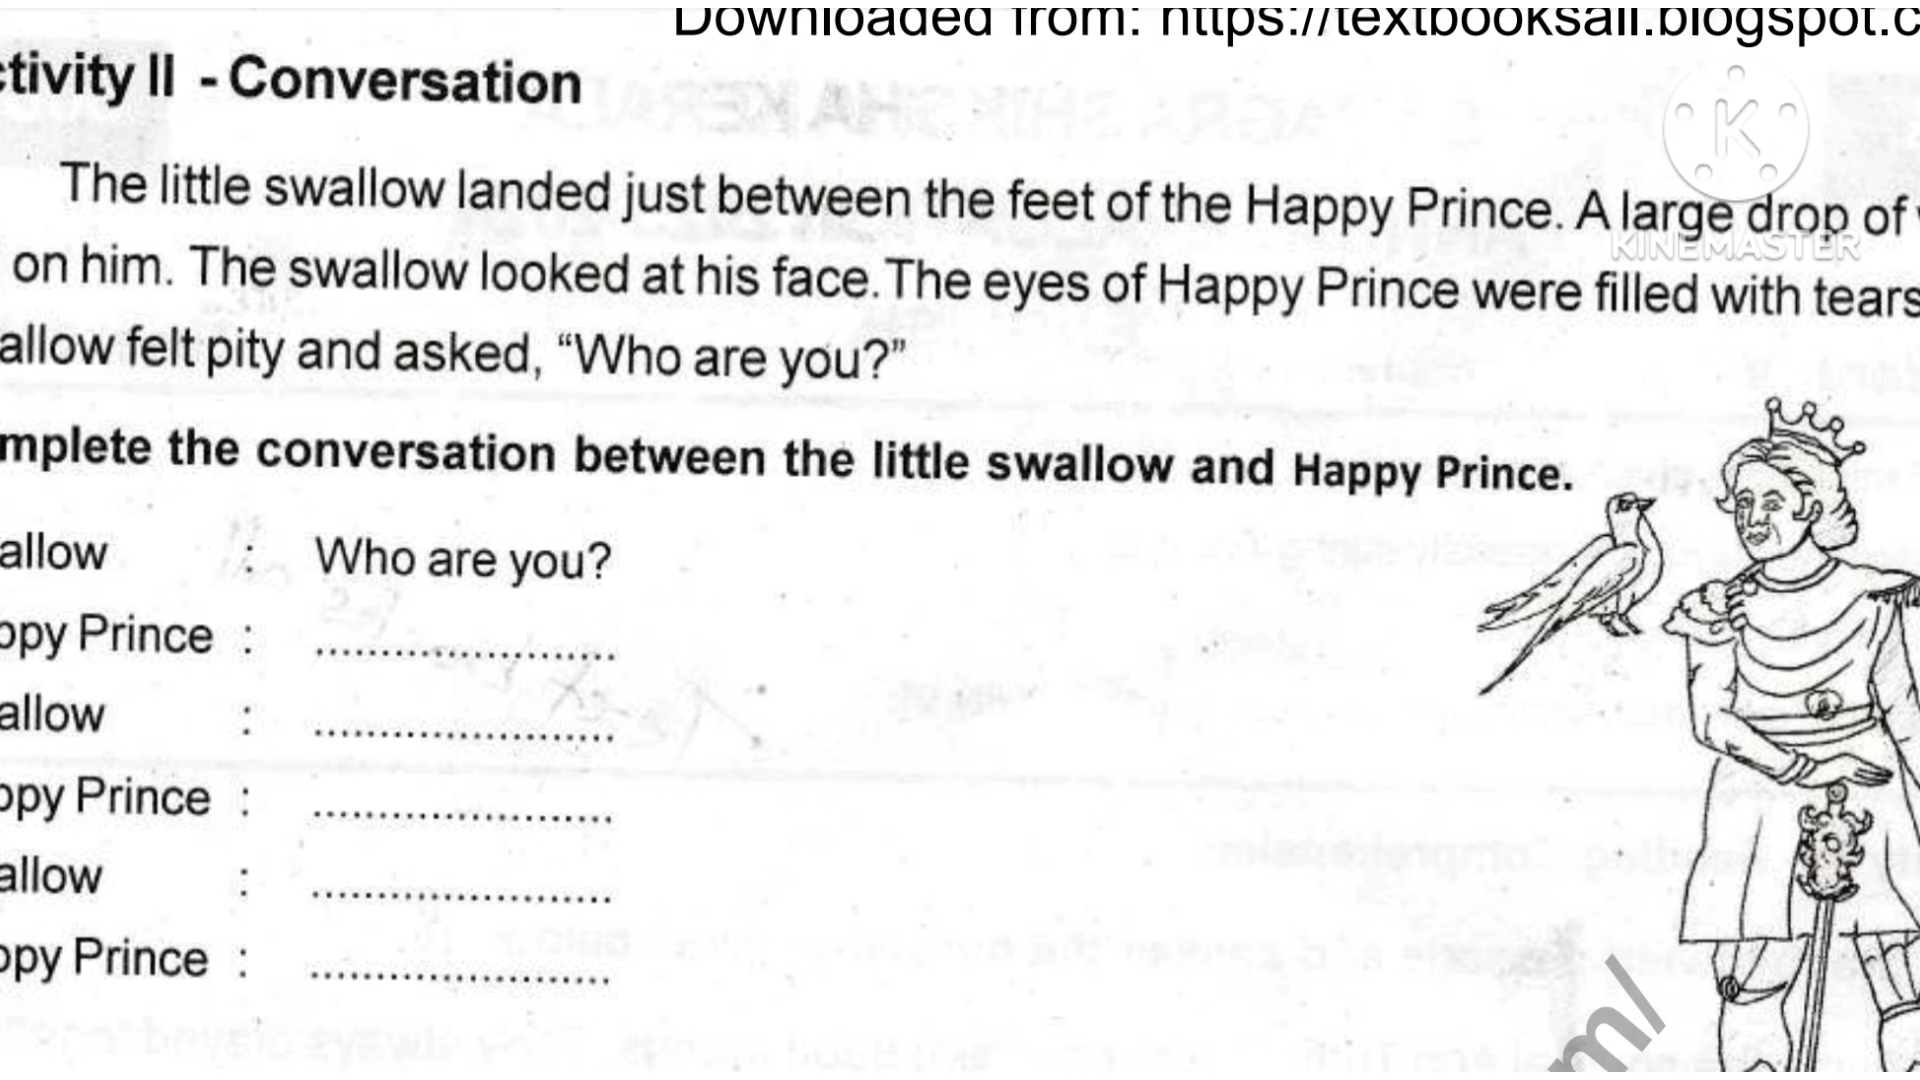 Downloaded from: https://textbooksall.blogspot.c
ctivity II - Conversation
The little swallow landed just between the feet of the Happy Prince. A large drop of
on him. The swallow looked at his face. The eyes of Happy Prince were filled with tears
allow felt pity and asked, “Who are you?”
mplete the conversation between the little swallow and Happy Prince.
allow : Who are you?
ppy Prince : ..............................
allow : ..............................
ppy Prince : ..............................
allow : ..............................
ppy Prince : ..............................
K
KINEMASTER
m/